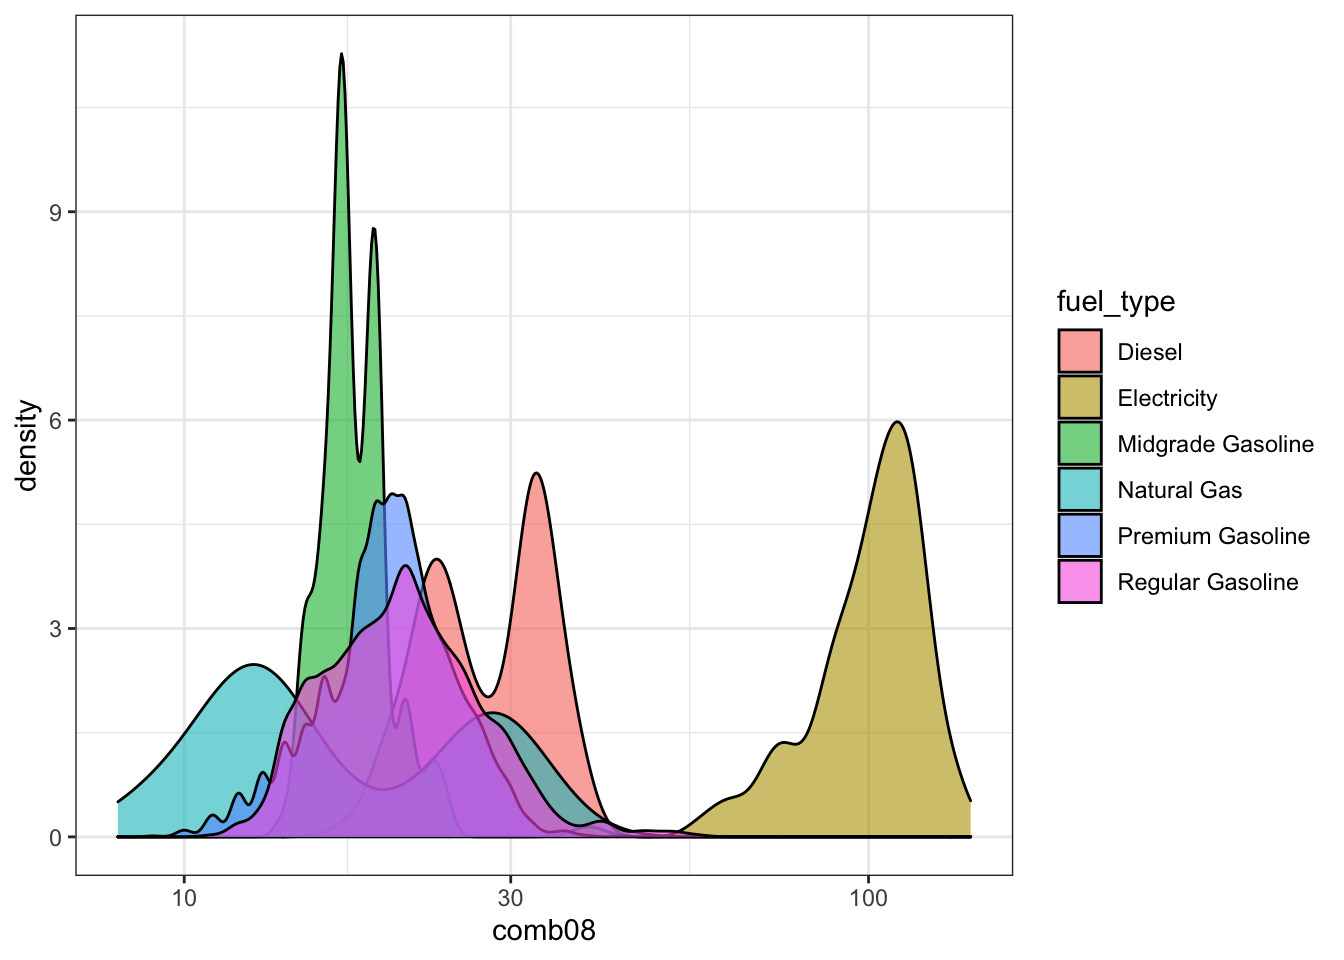 density
9
6
3
0
10
30
100
comb08
fuel_type
Diesel
Electricity
Midgrade Gasoline
Natural Gas
Premium Gasoline
Regular Gasoline